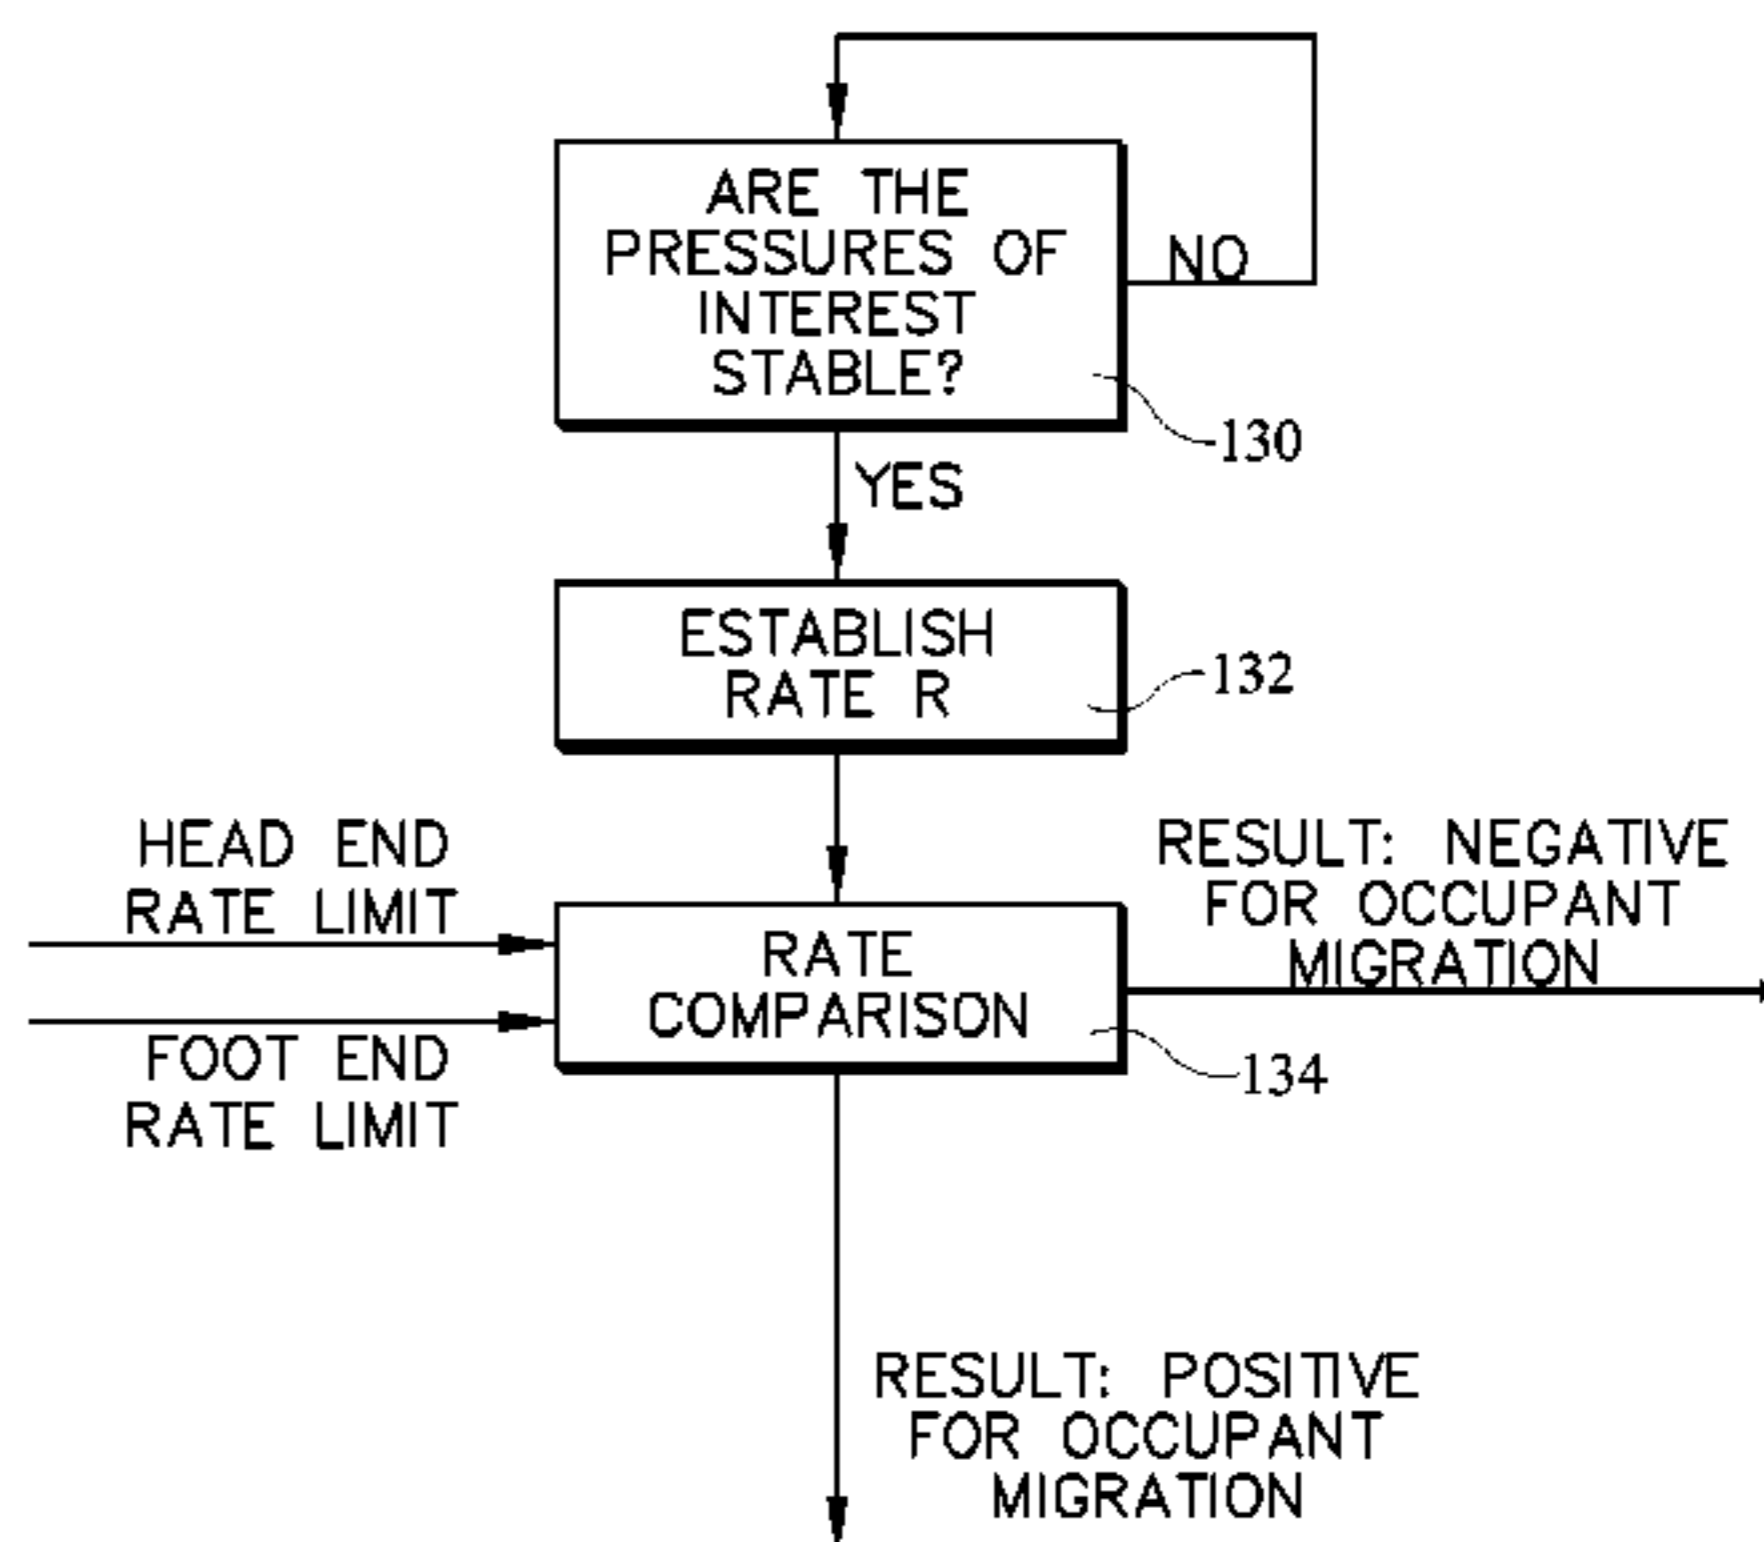 ARE THE
PRESSURES OF
INTEREST
STABLE?
NO
130
YES
ESTABLISH
RATE R
132
HEAD END
RATE LIMIT
RATE
COMPARISON
RESULT: NEGATIVE
FOR OCCUPANT
MIGRATION
FOOT END
RATE LIMIT
134
RESULT: POSITIVE
FOR OCCUPANT
MIGRATION